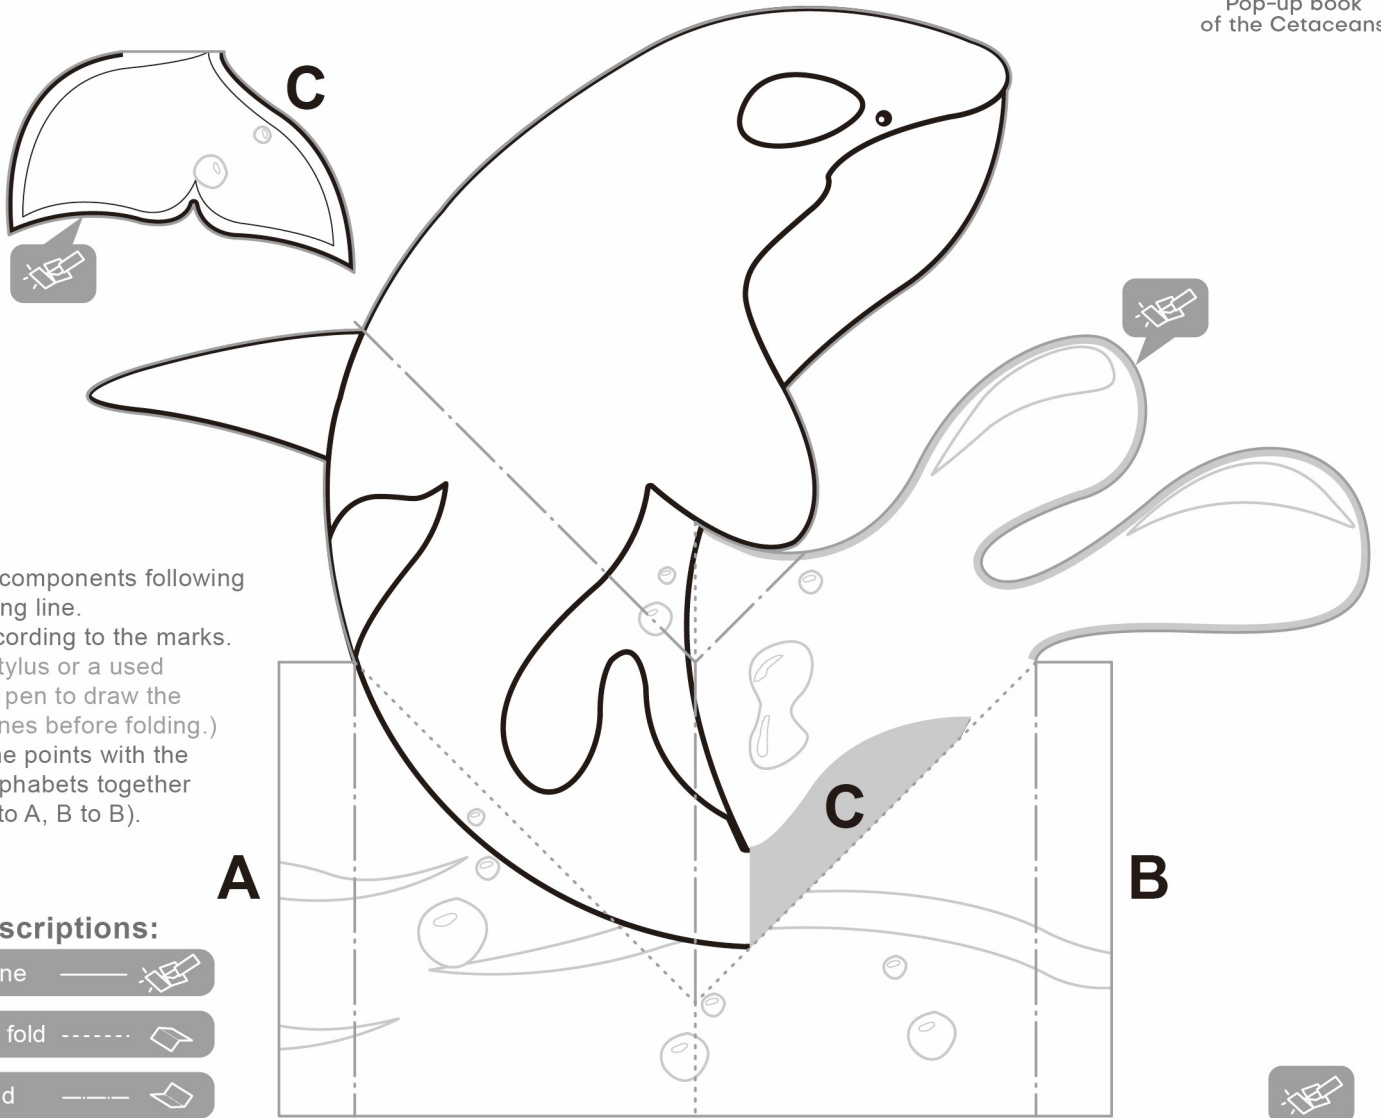 Pop-up book
of the Cetaceans
C
components following
ng line.
cording to the marks.
tylus or a used
pen to draw the
nes before folding.)
ne points with the
phabets together
to A, B to B).
C
A
B
scriptions:
ne
fold
d